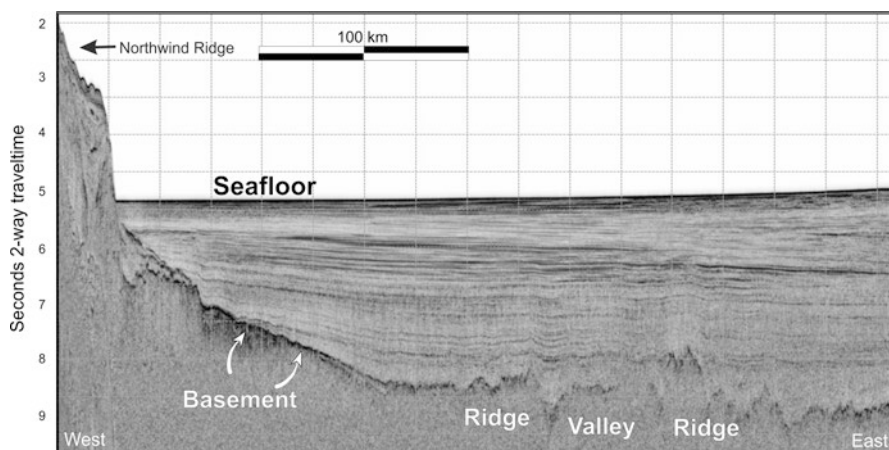 2
Northwind Ridge
100 km
3
4
Seafloor
5
6
7
8
9
Seconds 2-way traveltime
Basement
Ridge
Valley
Ridge
West
East